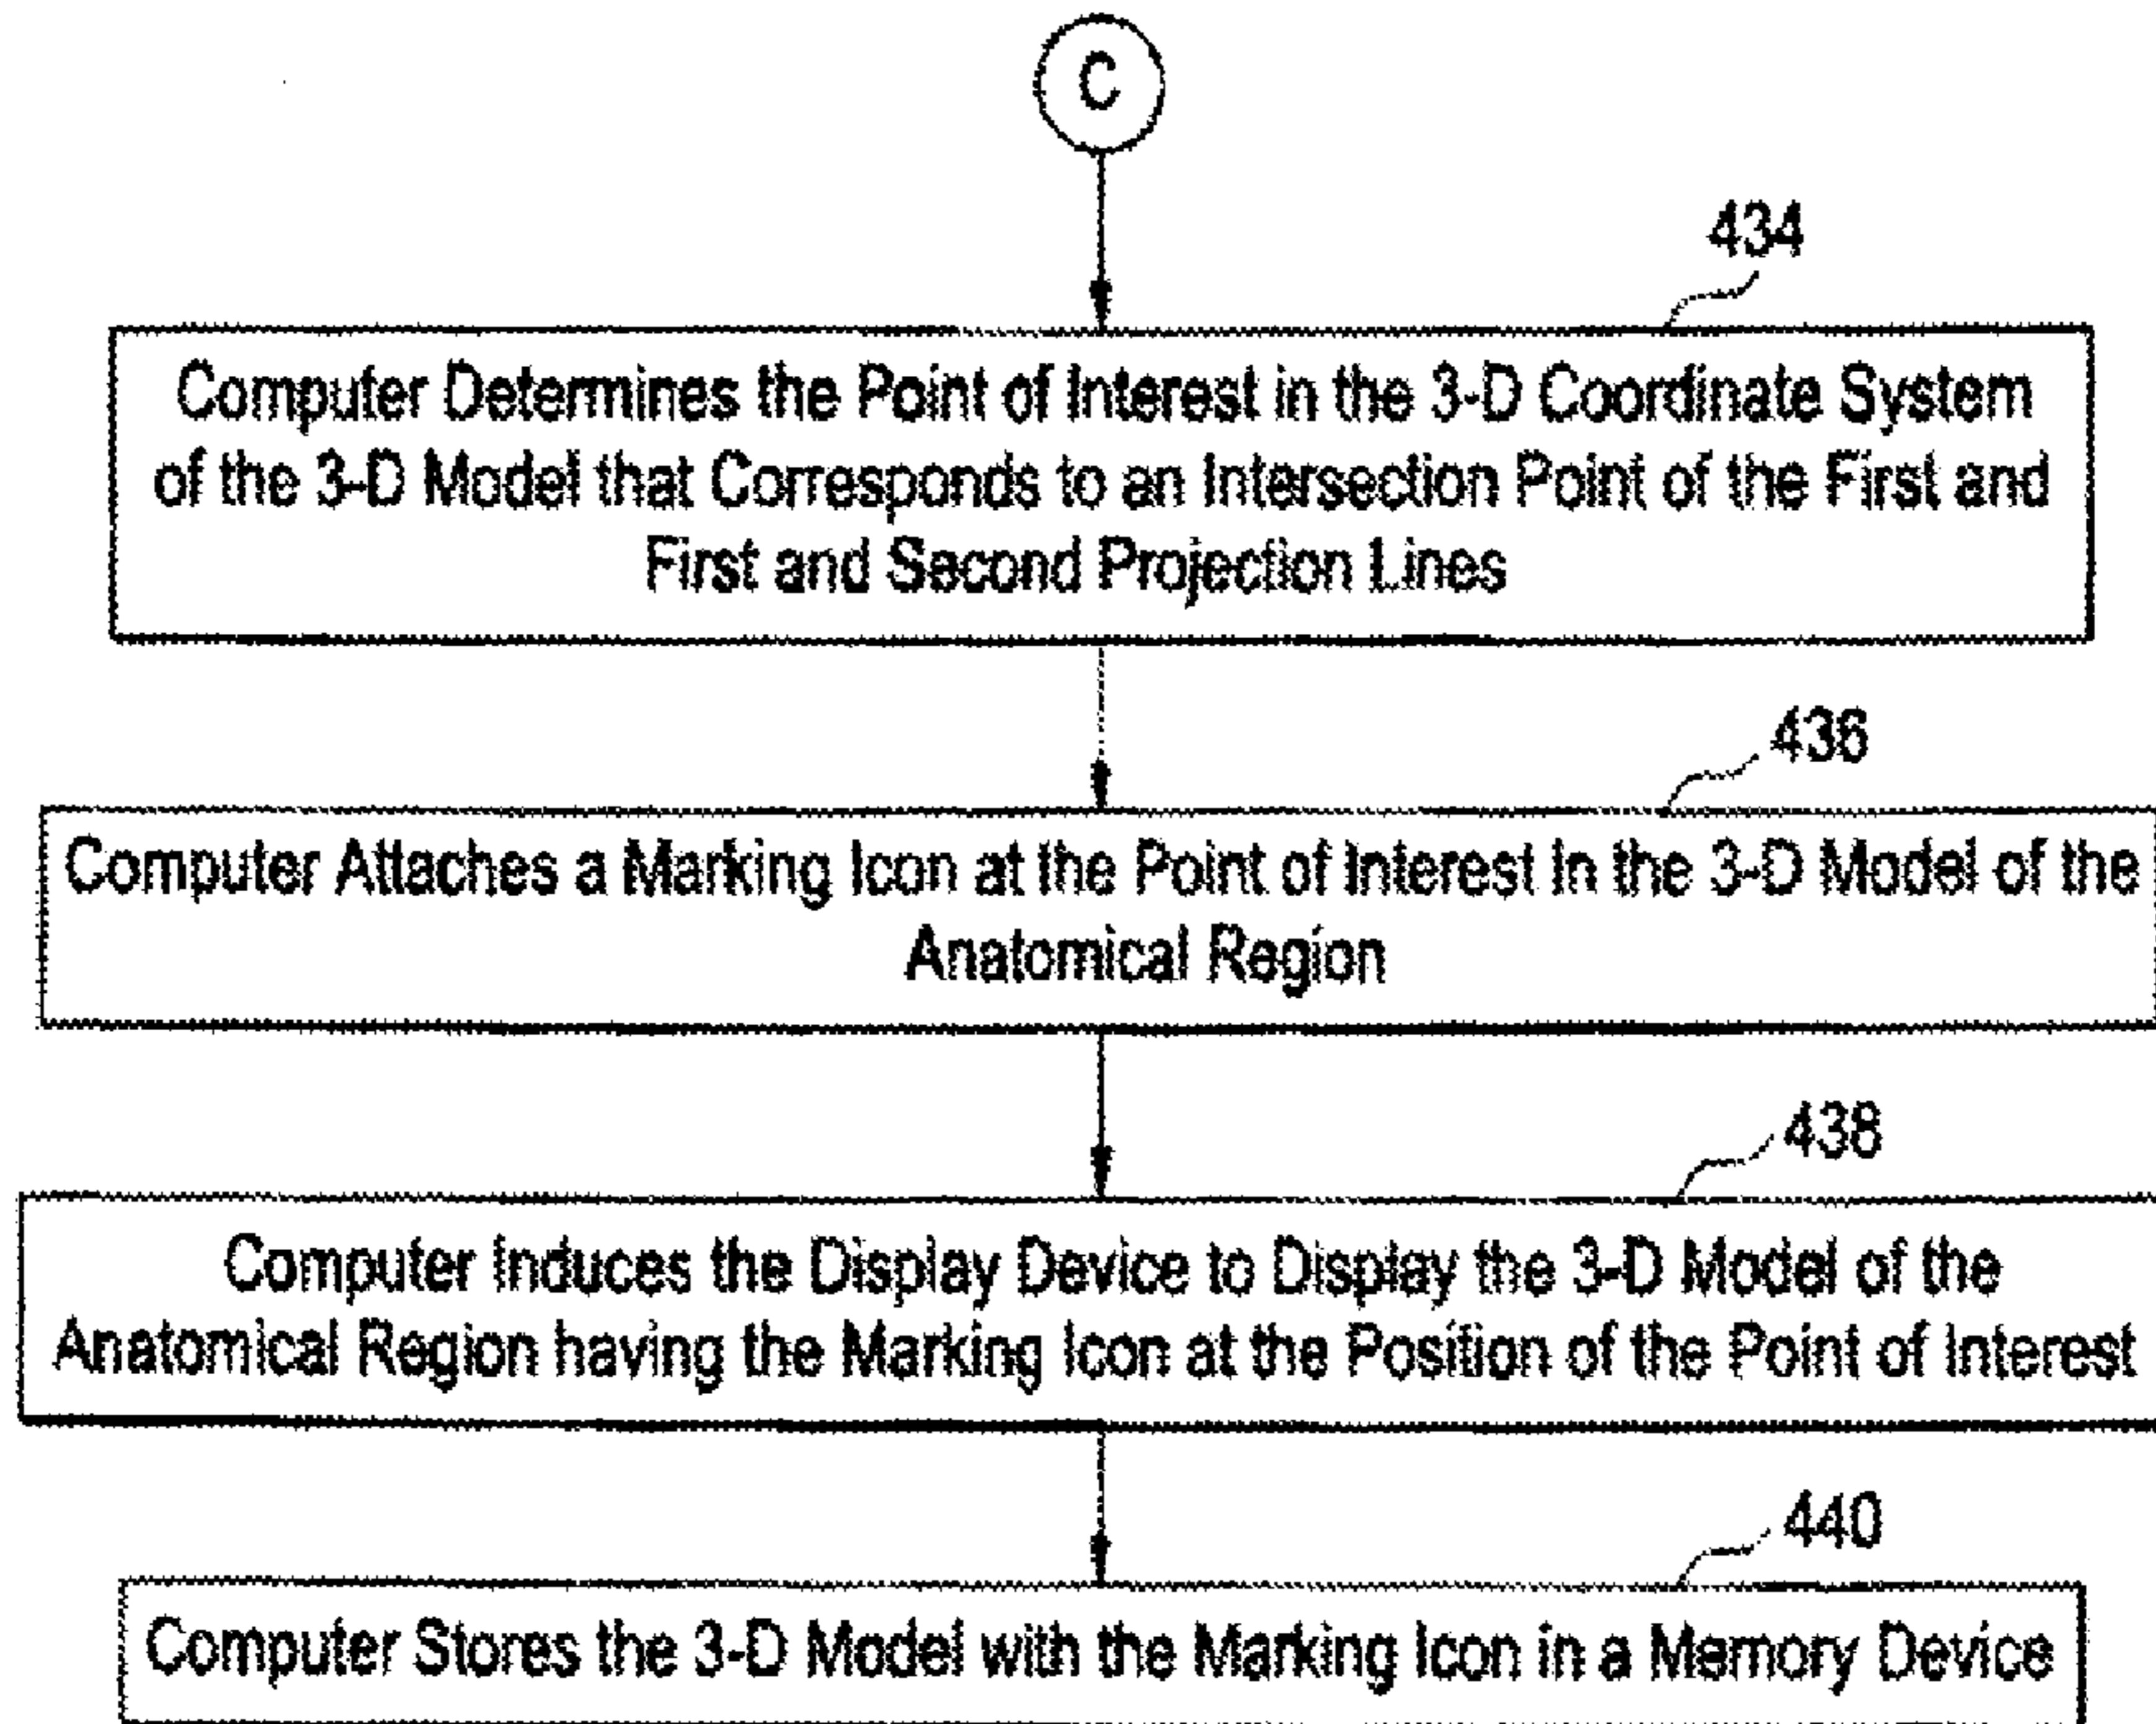 C
434
Computer Determines the Point of Interest in the 3-D Coordinate System
of the 3-D Model that Corresponds to an Intersection Point of the First and
First and Second Projection Lines
436
Computer Attaches a Marking Icon at the Point of Interest in the 3-D Model of the
Anatomical Region
438
Computer Induces the Display Device to Display the 3-D Model of the
Anatomical Region having the Marking Icon at the Position of the Point of Interest
440
Computer Stores the 3-D Model with the Marking Icon in a Memory Device